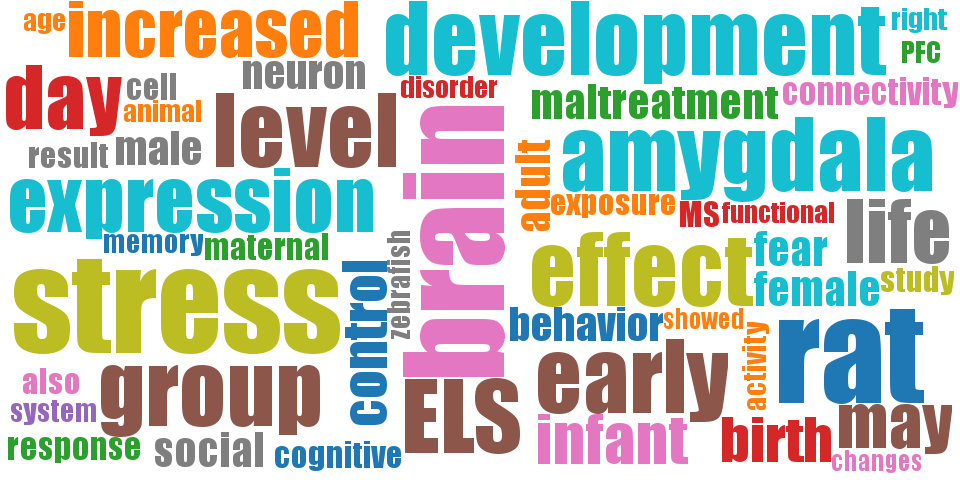 age
increased
development
right
PFC
neuron
day
cell
disorder
connectivity
maltreatment
animal
level
brain
amygdala
result
male
adult
expression
exposure
MS
functional
life
memory
maternal
zebrafish
effect
fear
female
study
stress
control
behavior
showed
rat
activity
early
also
group
ELS
system
may
infant
birth
response
social
cognitive
changes